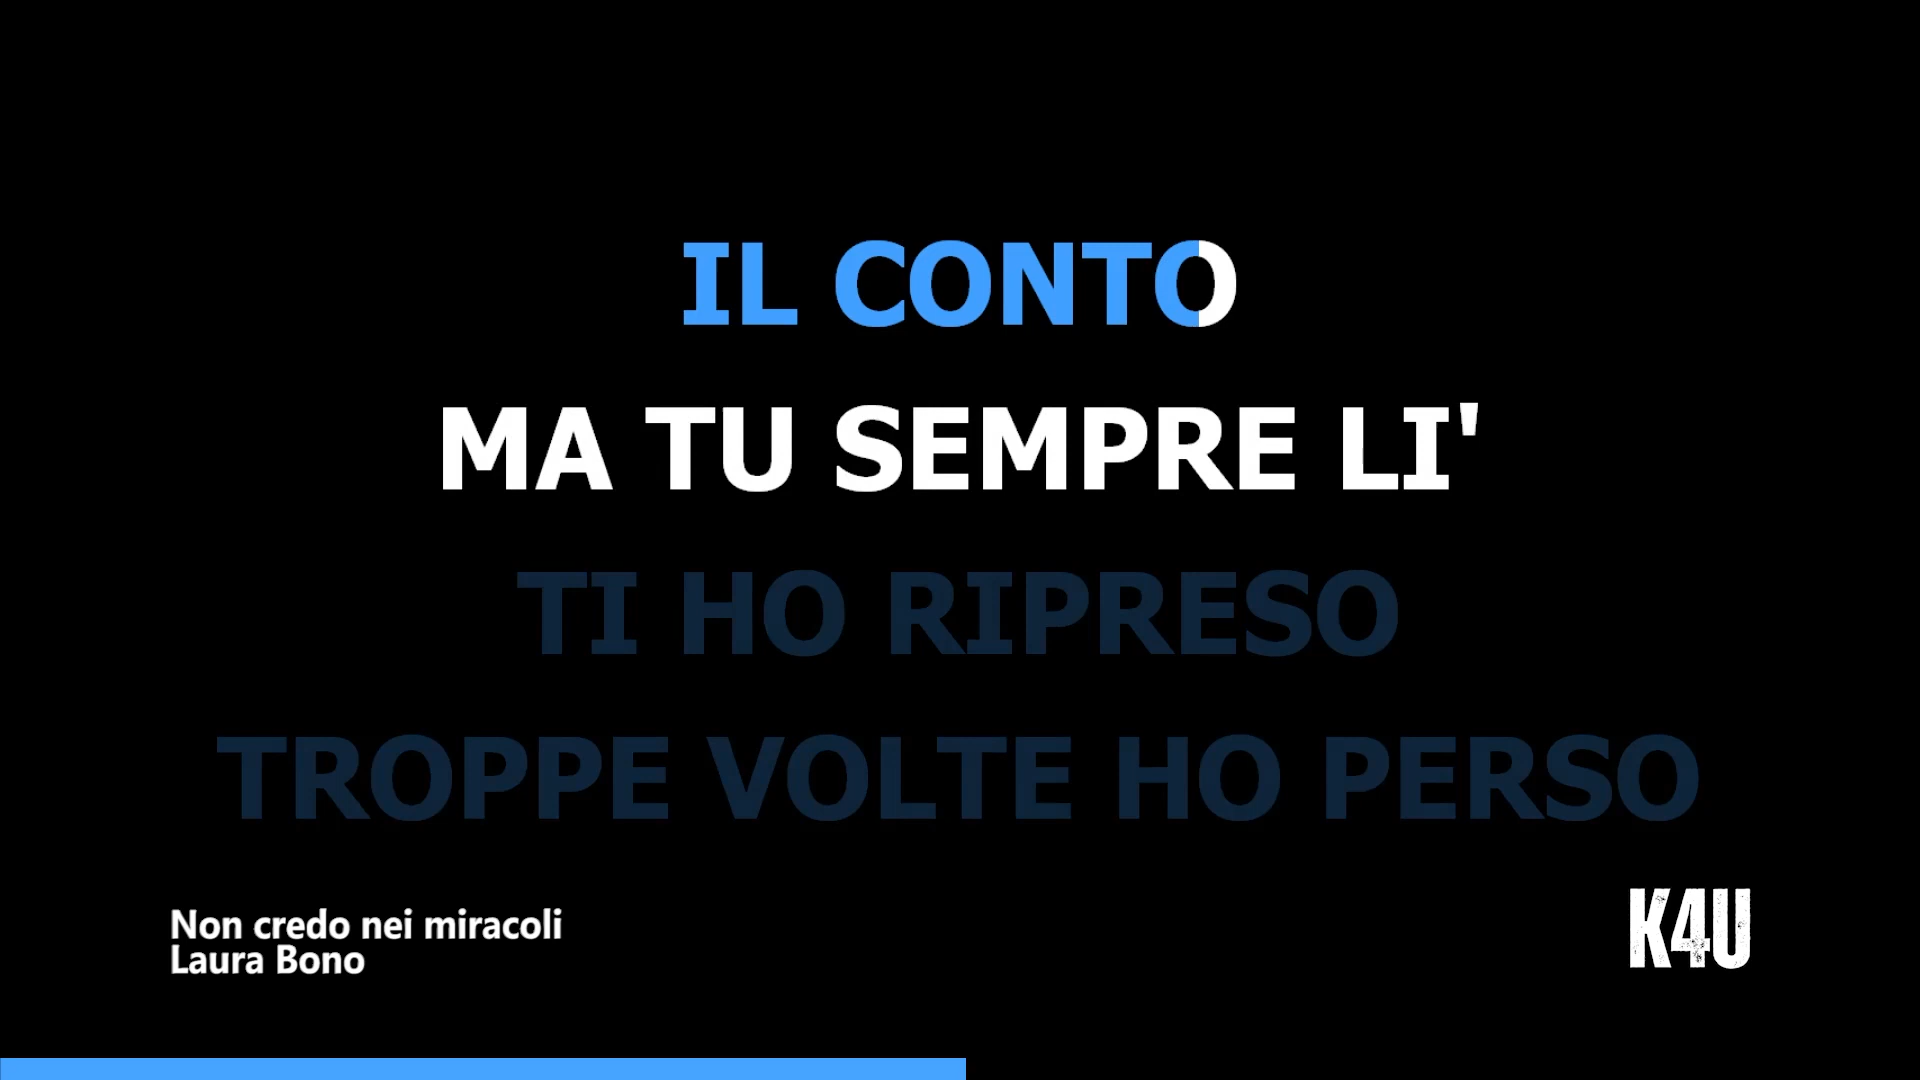 IL CONTO
MA TU SEMPRE LI'
TI HO RIPRESO
TROPPE VOLTE HO PERSO
Non credo nei miracoli
Laura Bono
K4U